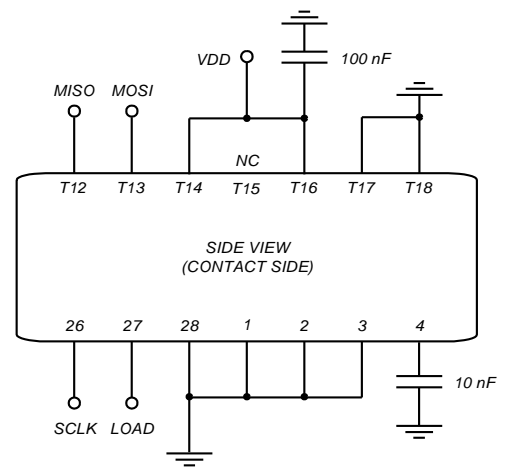 VDD
100 nF
MISO MOSI
NC
T12 T13 T14 T15 T16 T17 T18
SIDE VIEW
(CONTACT SIDE)
26 27 28 1 2 3 4
10 nF
SCLK LOAD